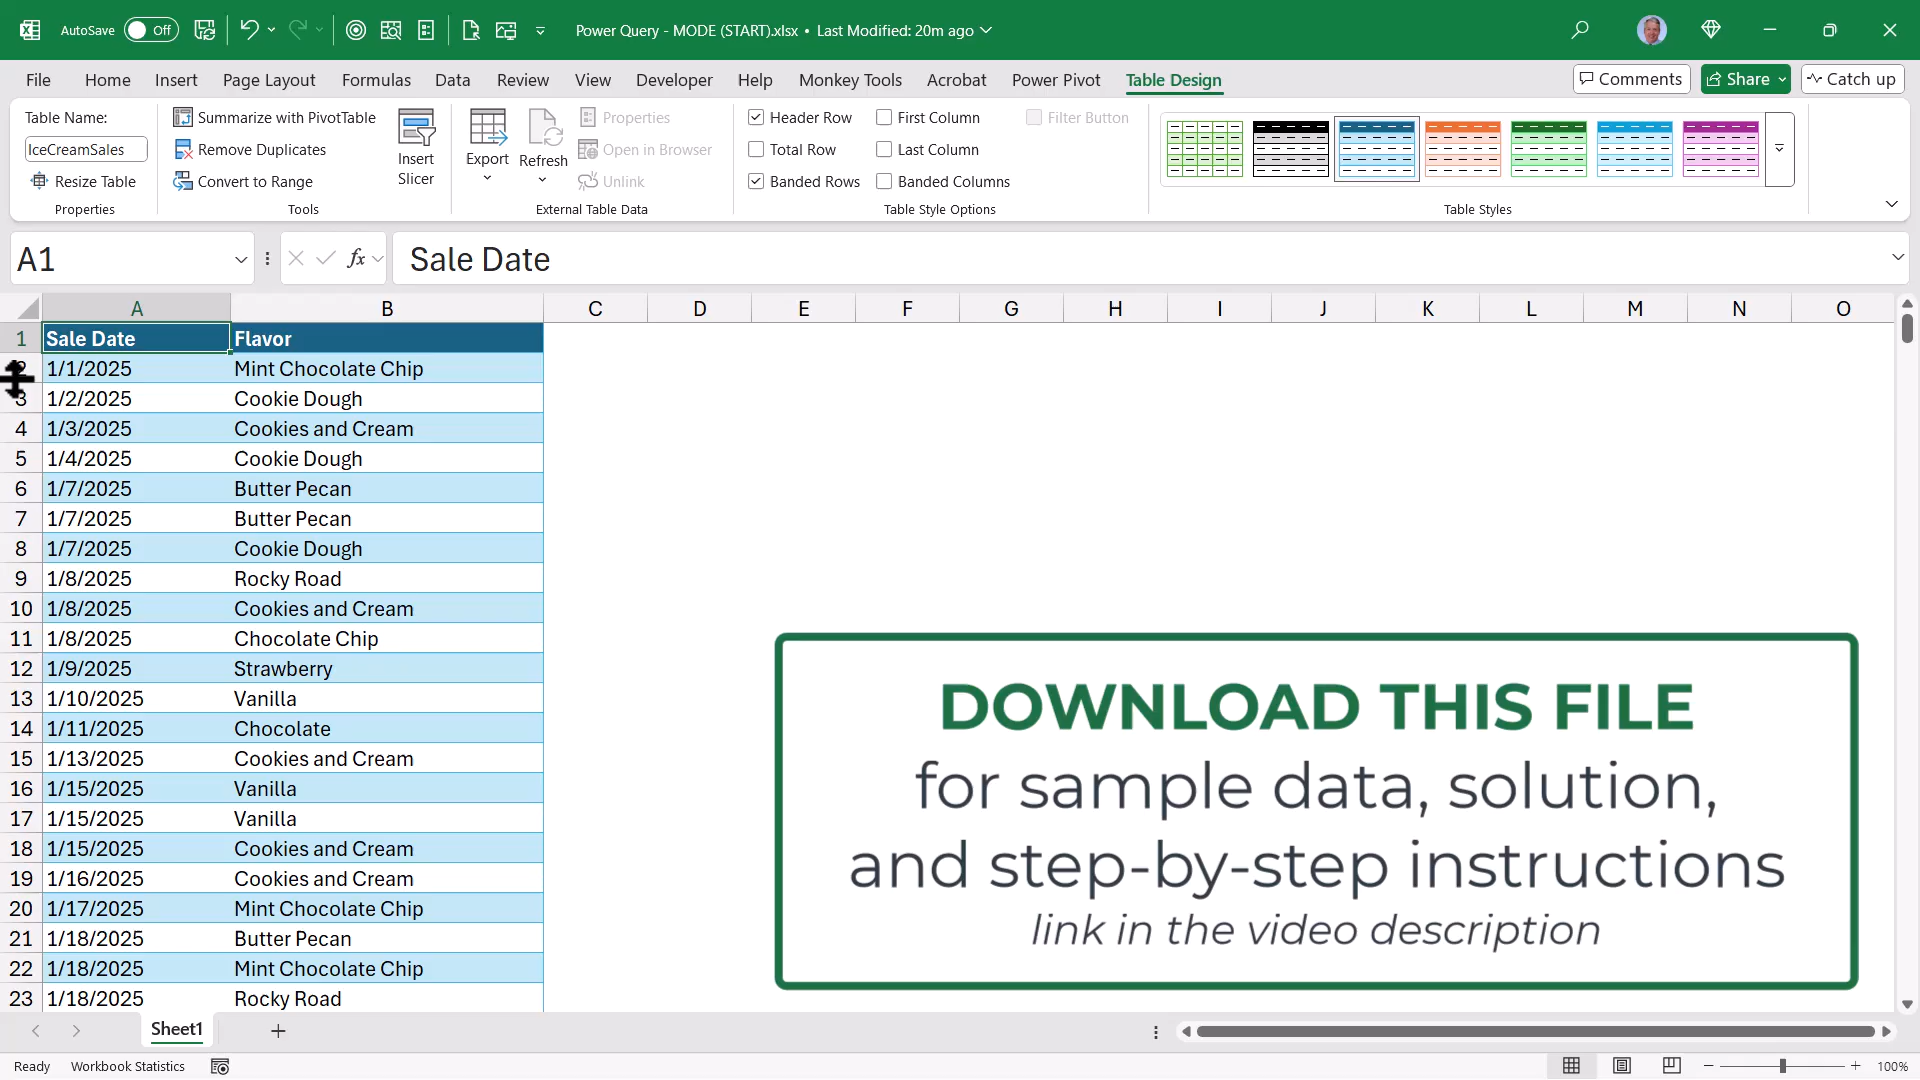 AutoSave Off Power Query - MODE (START).xlsx • Last Modified: 20m ago
File Home Insert Page Layout Formulas Data Review View Developer Help Monkey Tools Acrobat Power Pivot Table Design Comments Share Catch up
Table Name:
IceCreamSales
Resize Table
Properties
Summarize with PivotTable
Remove Duplicates
Convert to Range
Tools
Insert
Slicer
Export
Refresh
Properties
Open in Browser
Unlink
External Table Data
Header Row First Column Filter Button
Total Row Last Column
Banded Rows Banded Columns
Table Style Options
Table Styles
A1 fx Sale Date
A B C D E F G H I J K L M N O
1 Sale Date Flavor
2 1/1/2025 Mint Chocolate Chip
3 1/2/2025 Cookie Dough
4 1/3/2025 Cookies and Cream
5 1/4/2025 Cookie Dough
6 1/7/2025 Butter Pecan
7 1/7/2025 Butter Pecan
8 1/7/2025 Cookie Dough
9 1/8/2025 Rocky Road
10 1/8/2025 Cookies and Cream
11 1/8/2025 Chocolate Chip
12 1/9/2025 Strawberry
13 1/10/2025 Vanilla
14 1/11/2025 Chocolate
15 1/13/2025 Cookies and Cream
16 1/15/2025 Vanilla
17 1/15/2025 Vanilla
18 1/15/2025 Cookies and Cream
19 1/16/2025 Cookies and Cream
20 1/17/2025 Mint Chocolate Chip
21 1/18/2025 Butter Pecan
22 1/18/2025 Mint Chocolate Chip
23 1/18/2025 Rocky Road
DOWNLOAD THIS FILE
for sample data, solution,
and step-by-step instructions
link in the video description
Sheet1
Ready Workbook Statistics 100%